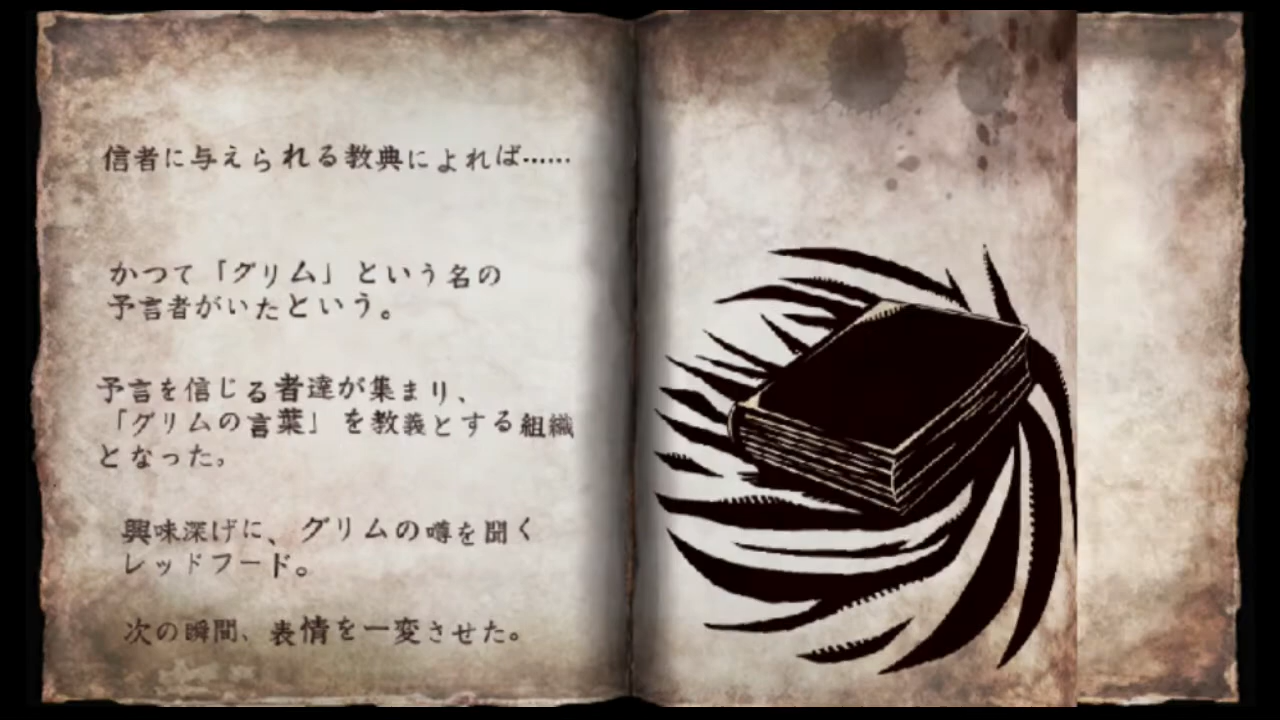 信者に与えられる教典によれば……
かつて「グリム」という名の
予言者がいたという。
予言を信じる者達が集まり、
「グリムの言葉」を教義とする組織
となった。
興味深げに、グリムの噂を聞く
レッドフード。
次の瞬間、表情を一変させた。